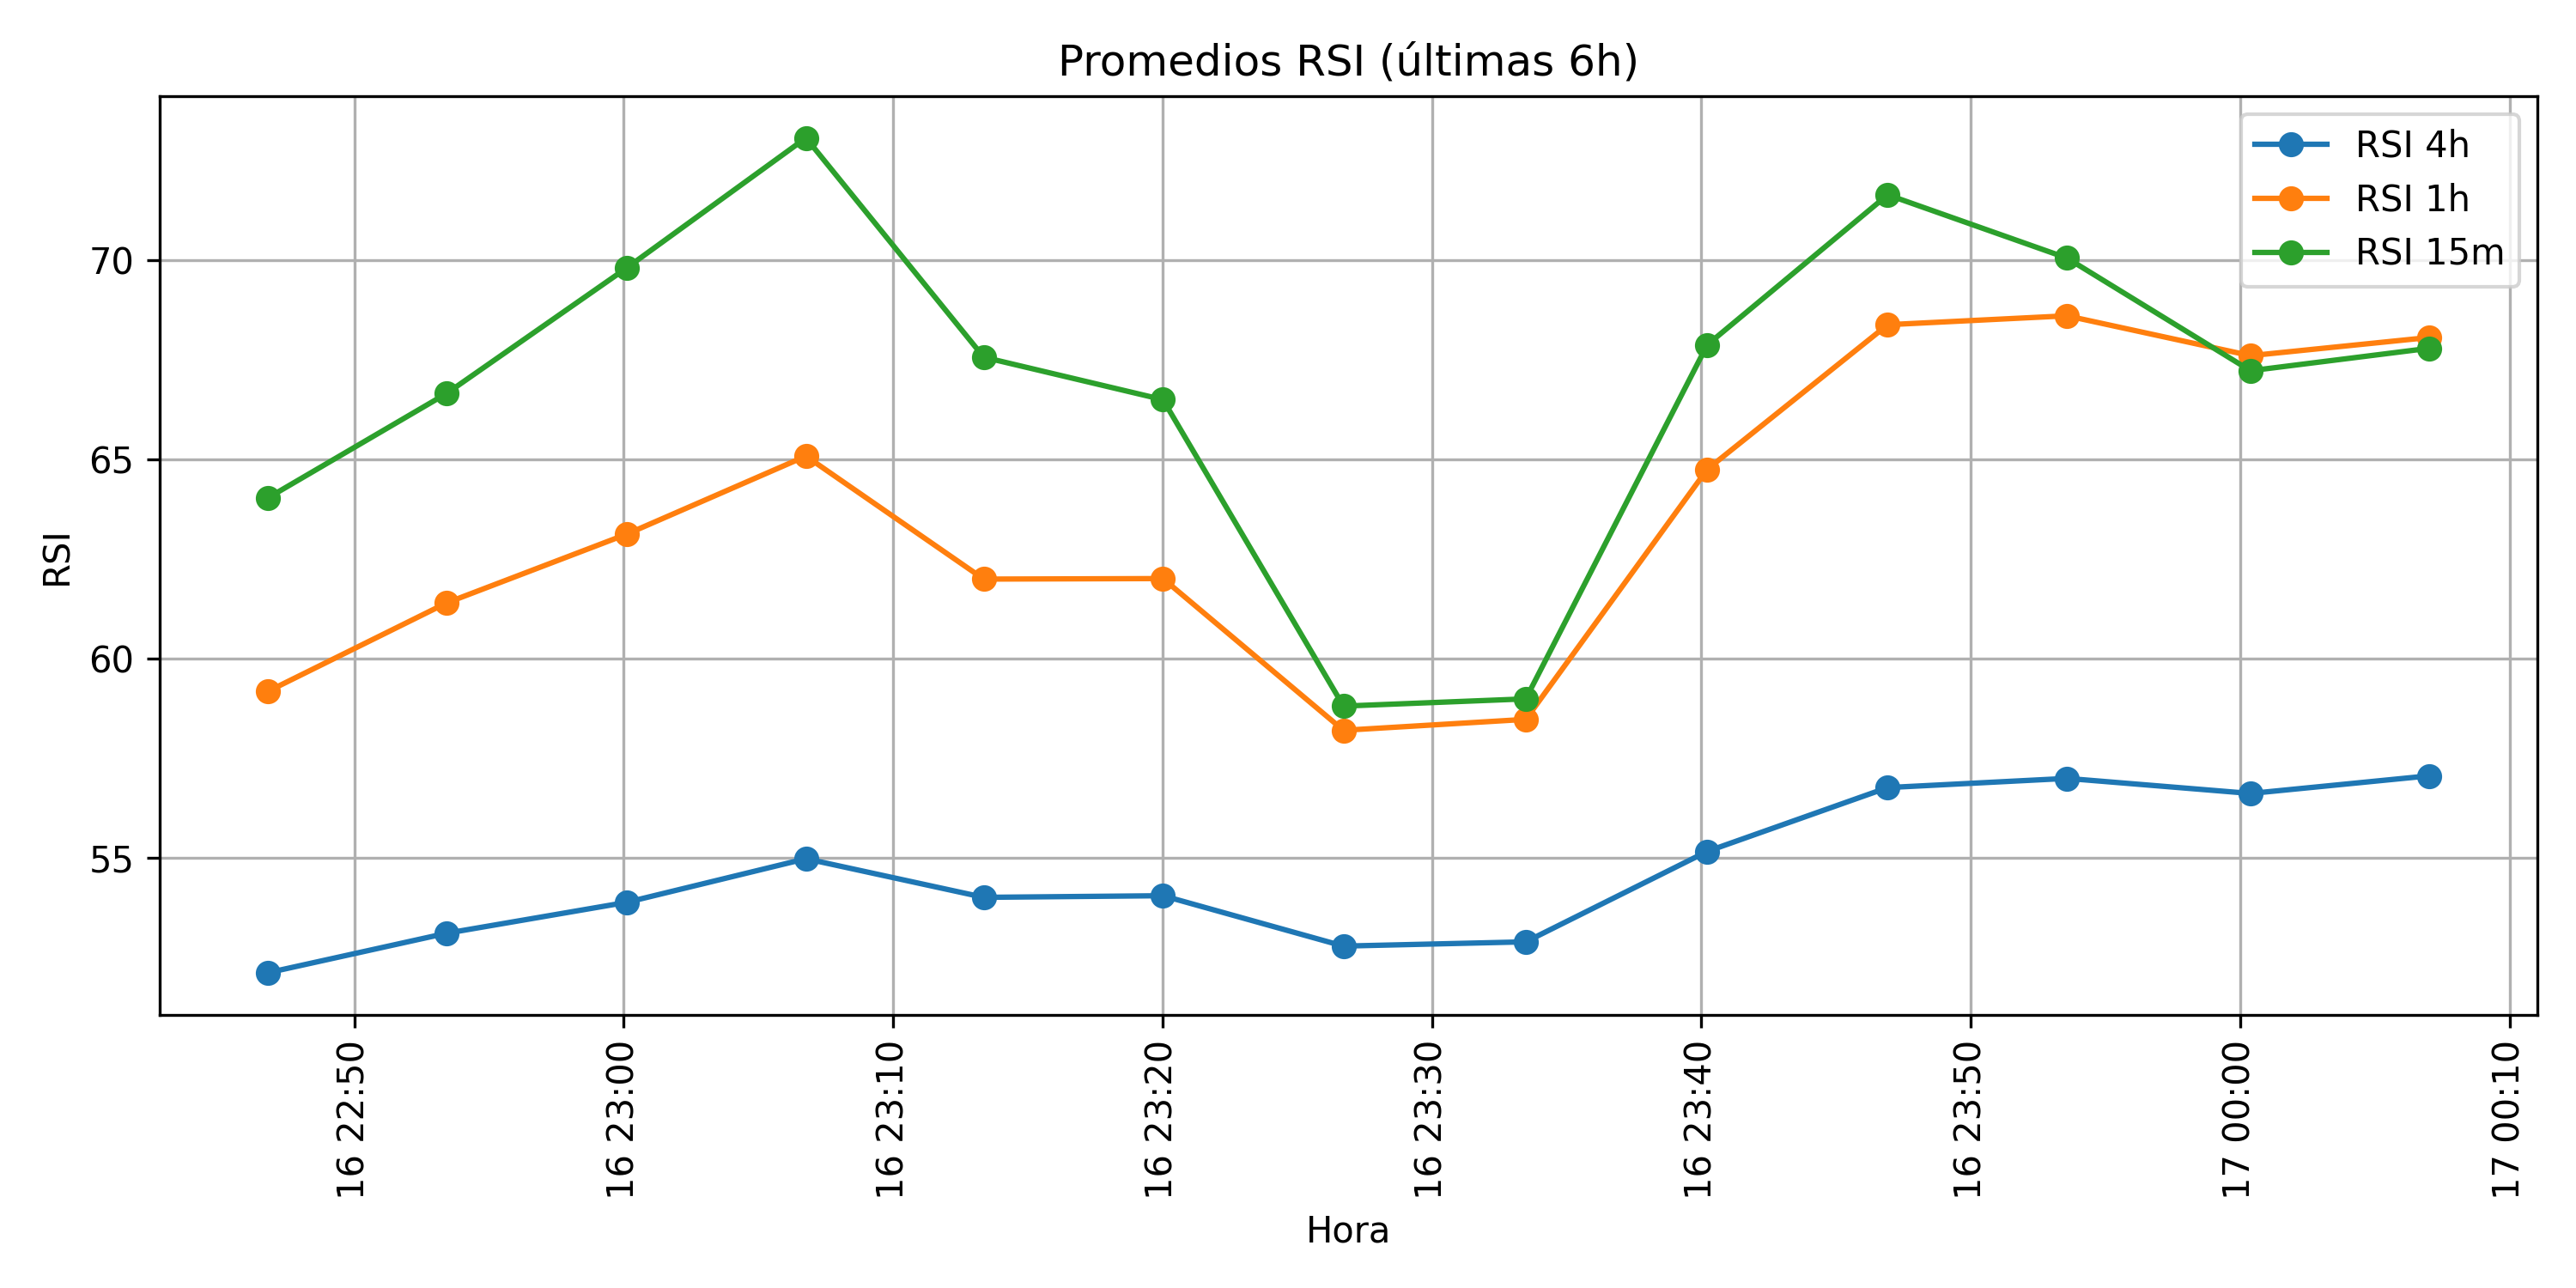 Promedios RSI (últimas 6h)
RSI 4h
RSI 1h
RSI 15m
RSI
70
65
60
55
16 22:50
16 23:00
16 23:10
16 23:20
16 23:30
16 23:40
16 23:50
17 00:00
17 00:10
Hora